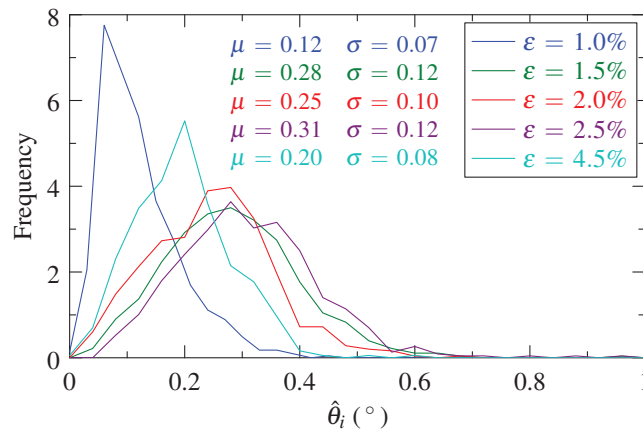 8
6
4
2
0
Frequency
μ = 0.12 σ = 0.07
μ = 0.28 σ = 0.12
μ = 0.25 σ = 0.10
μ = 0.31 σ = 0.12
μ = 0.20 σ = 0.08
ε = 1.0%
ε = 1.5%
ε = 2.0%
ε = 2.5%
ε = 4.5%
0 0.2 0.4 0.6 0.8 1
θ̂ᵢ (°)